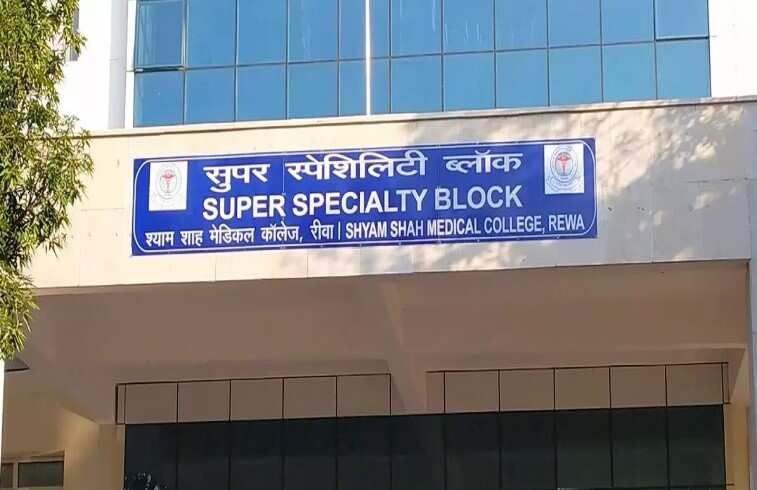 सुपर स्पेशिलिटी ब्लॉक
SUPER SPECIALTY BLOCK
श्याम शाह मेडिकल कॉलेज, रीवा I SHYAM SHAH MEDICAL COLLEGE, REWA